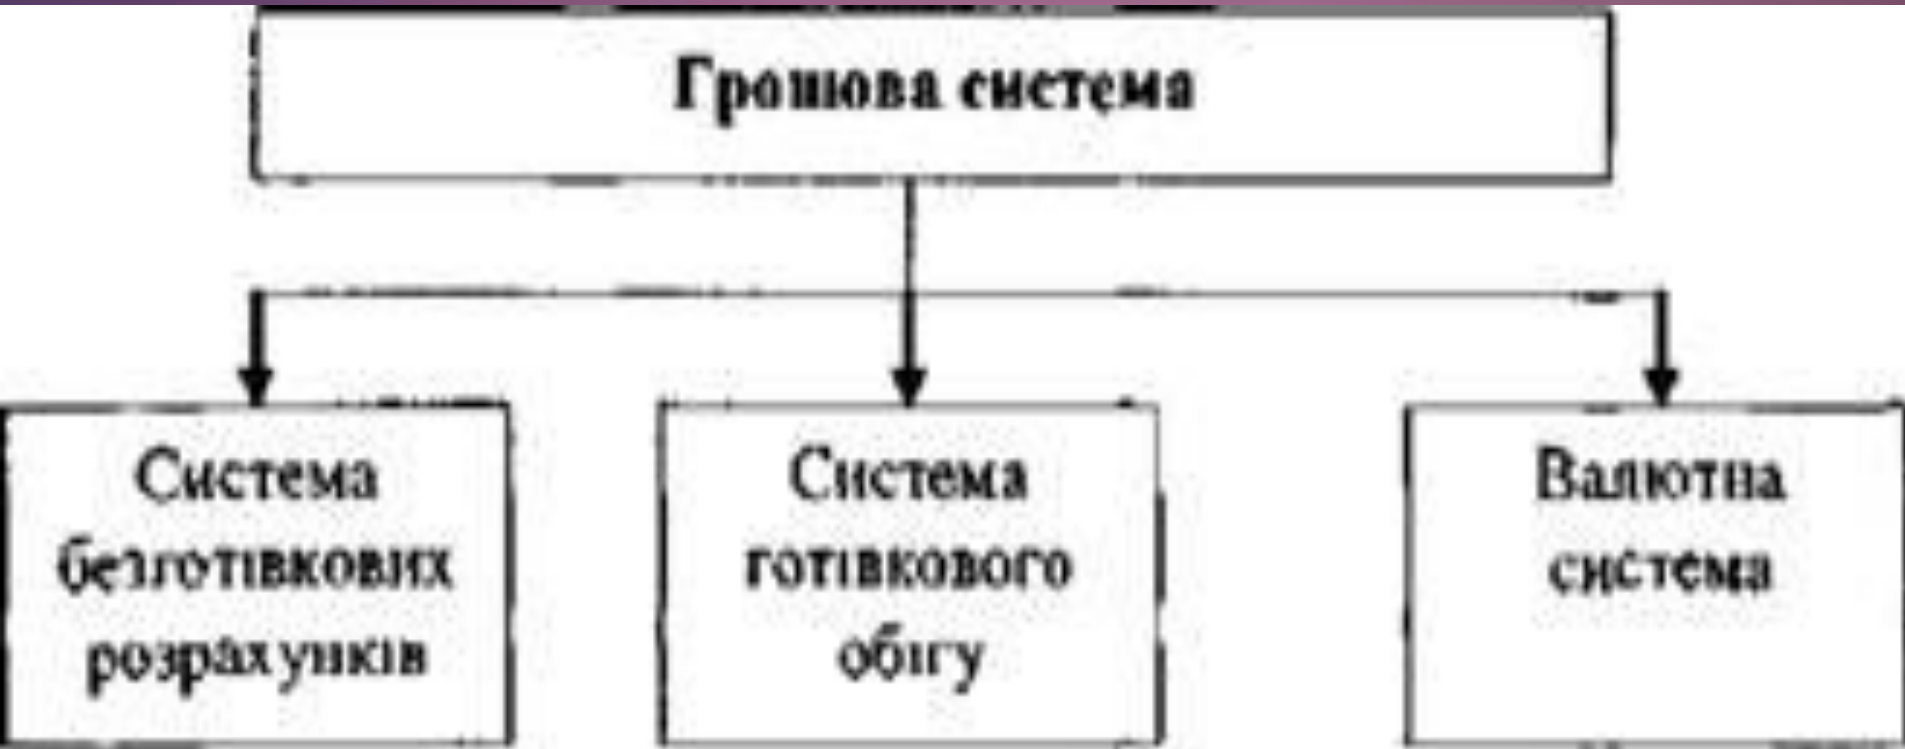 Грошова система
Система
безготівкових
розрахунків
Система
готівкового
обігу
Валютна
система